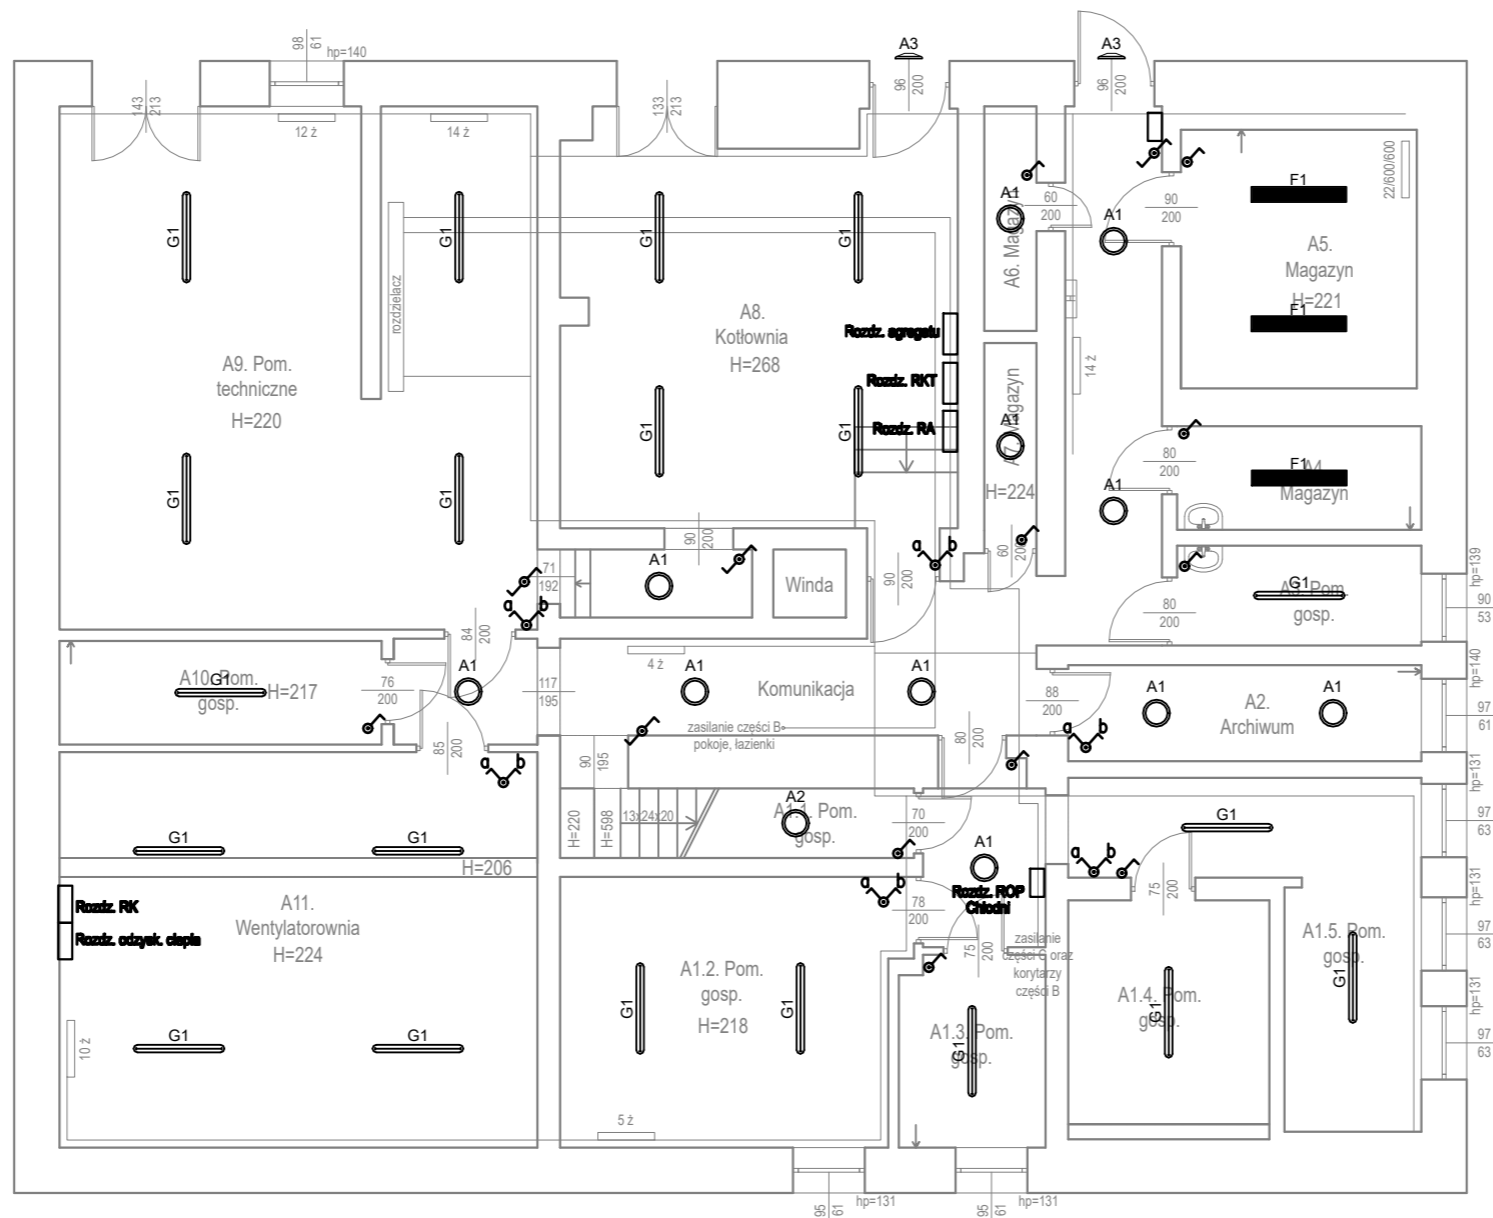 98
61
hp=140
A3
A3
143
213
133
213
96
200
96
200
12 ż
14 ż
22/600/600
F1
A1
60
200
90
200
A1
G1
G1
G1
G1
A6. Magazyn
A5.
Magazyn
H=221
F1
rozdzielacz
A8.
Kotłownia
H=268
H
Rozdz. agregatu
A9. Pom.
techniczne
H=220
14 ż
Rozdz. RKT
A7. Magazyn
A1
G1
G1
Rozdz. RA
80
200
F1
A4.
Magazyn
G1
G1
H=224
A1
90
200
60
200
a b
A1
71
192
Winda
90
200
hp=139
90
53
G1
A3. Pom.
gosp.
80
200
a b
84
200
4 ż
hp=140
A10. Pom.
gosp.
G1
H=217
76
200
A1
117
195
A1
Komunikacja
A1
88
200
A1
A2.
Archiwum
A1
97
61
zasilanie części B
pokoje, łazienki
80
200
a b
85
200
a b
90
195
hp=131
A2
A1.1. Pom.
gosp.
H=220
H=598
13x24x20
70
200
G1
97
63
G1
G1
A1
a b
H=206
75
200
hp=131
a b
78
200
Rozdz. ROP
Chłodni
Rozdz. RK
A11.
Wentylatorownia
H=224
Rozdz. odzysk. ciepła
75
200
zasilanie
części C oraz
korytarzy
części B
A1.5. Pom.
gosp.
G1
97
63
A1.2. Pom.
gosp.
H=218
G1
G1
A1.4. Pom.
gosp.
G1
hp=131
G1
G1
10 ż
A1.3. Pom.
gosp.
G1
97
63
5 ż
95
61
hp=131
95
61
hp=131